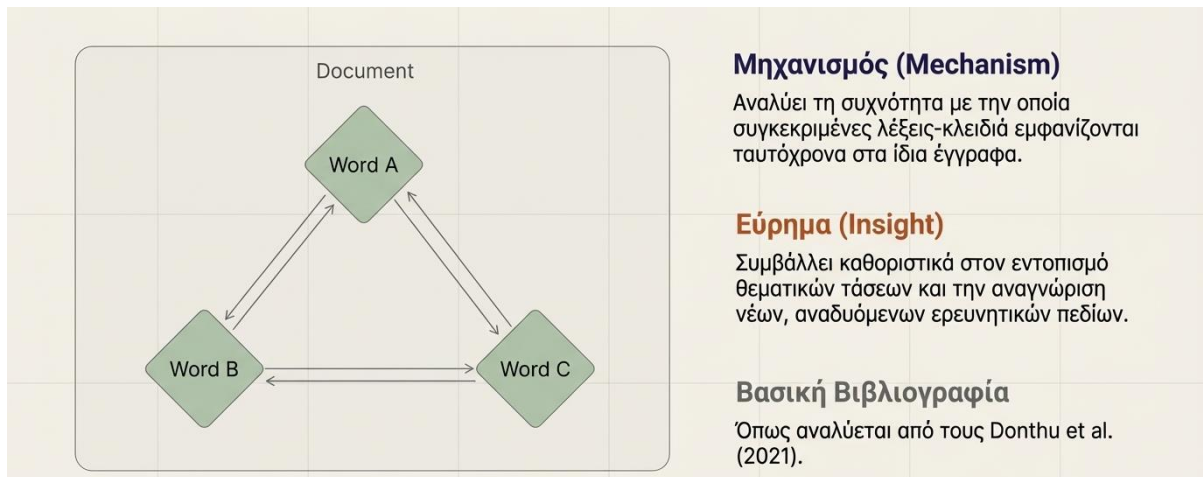 Document
Word A
Word B
Word C
Μηχανισμός (Mechanism)
Αναλύει τη συχνότητα με την οποία
συγκεκριμένες λέξεις-κλειδιά εμφανίζονται
ταυτόχρονα στα ίδια έγγραφα.
Εύρημα (Insight)
Συμβάλλει καθοριστικά στον εντοπισμό
θεματικών τάσεων και την αναγνώριση
νέων, αναδυόμενων ερευνητικών πεδίων.
Βασική Βιβλιογραφία
Όπως αναλύεται από τους Donthu et al.
(2021).